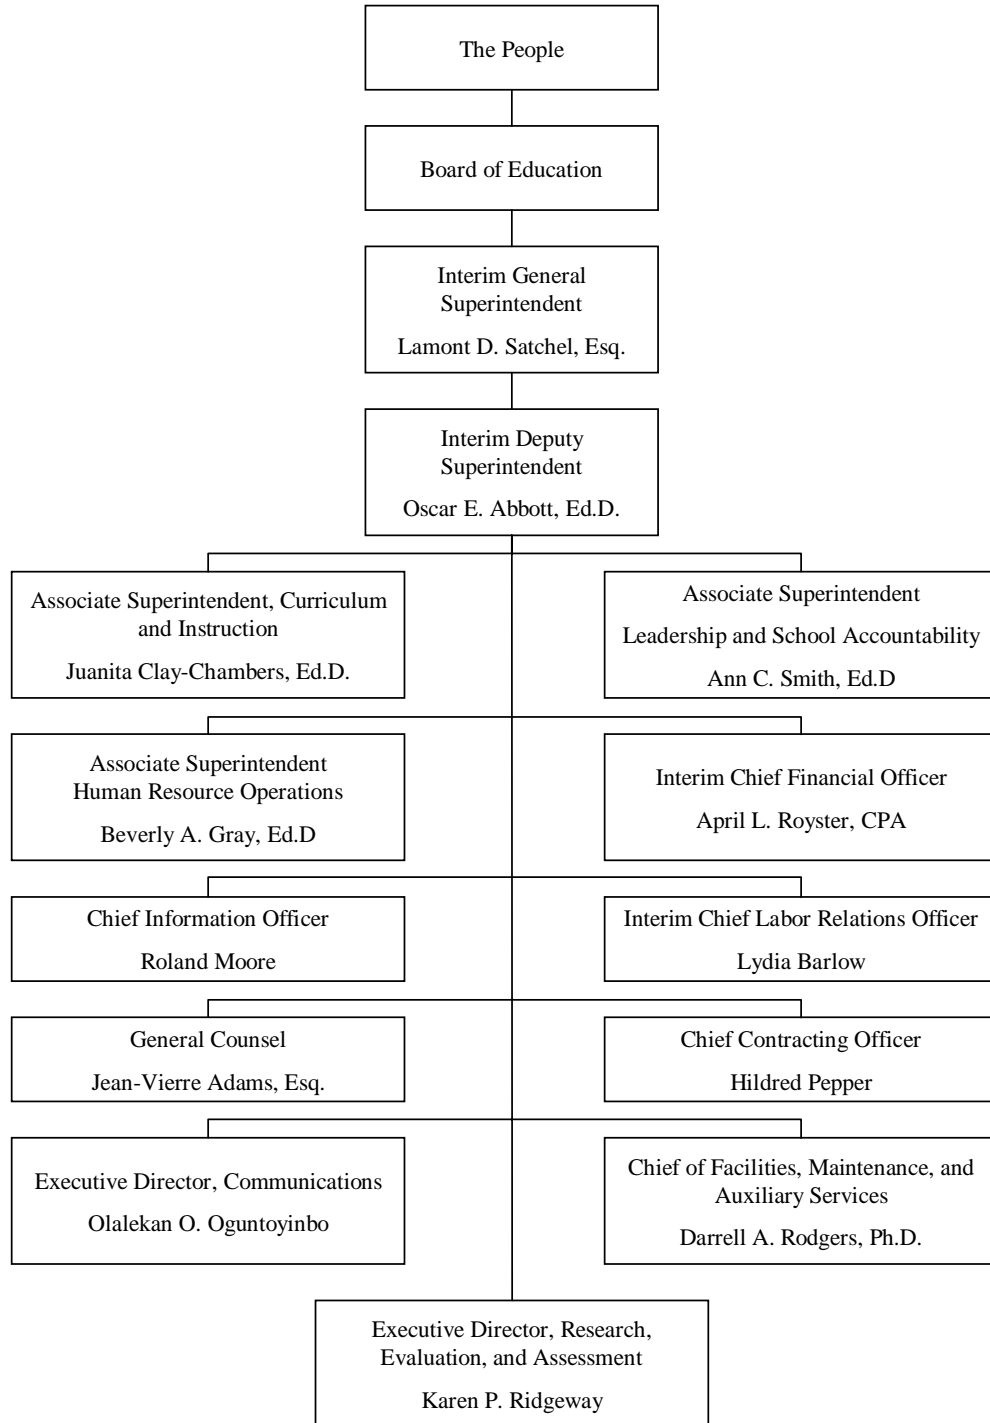 The People
Board of Education
Interim General
Superintendent
Lamont D. Satchel, Esq.
Interim Deputy
Superintendent
Oscar E. Abbott, Ed.D.
Associate Superintendent, Curriculum
and Instruction
Juanita Clay-Chambers, Ed.D.
Associate Superintendent
Leadership and School Accountability
Ann C. Smith, Ed.D
Associate Superintendent
Human Resource Operations
Beverly A. Gray, Ed.D
Interim Chief Financial Officer
April L. Royster, CPA
Chief Information Officer
Roland Moore
Interim Chief Labor Relations Officer
Lydia Barlow
General Counsel
Jean-Vierre Adams, Esq.
Chief Contracting Officer
Hildred Pepper
Executive Director, Communications
Olalekan O. Oguntoyinbo
Chief of Facilities, Maintenance, and
Auxiliary Services
Darrell A. Rodgers, Ph.D.
Executive Director, Research,
Evaluation, and Assessment
Karen P. Ridgeway